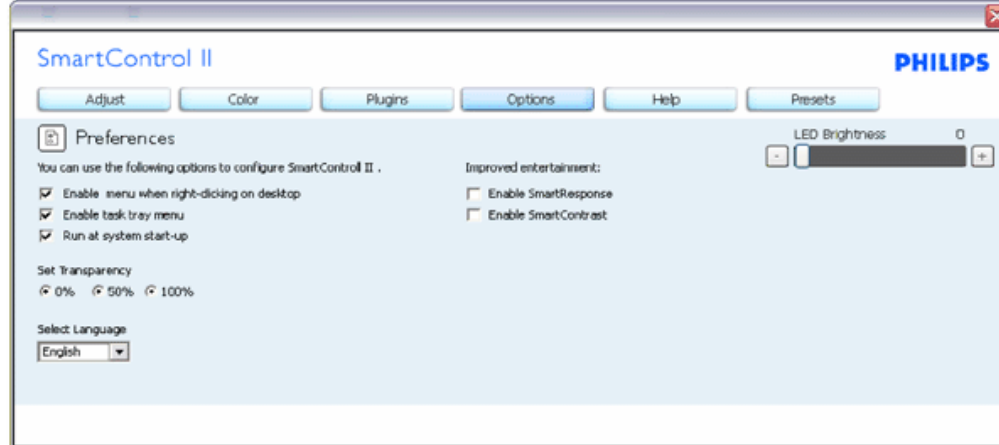 SmartControl II
PHILIPS
Adjust
Color
Plugins
Options
Help
Presets
Preferences
LED Brightness 0
- +
You can use the following options to configure SmartControl II .
Improved entertainment:
Enable menu when right-clicking on desktop
Enable SmartResponse
Enable task tray menu
Enable SmartContrast
Run at system start-up
Set Transparency
0% 50% 100%
Select Language
English